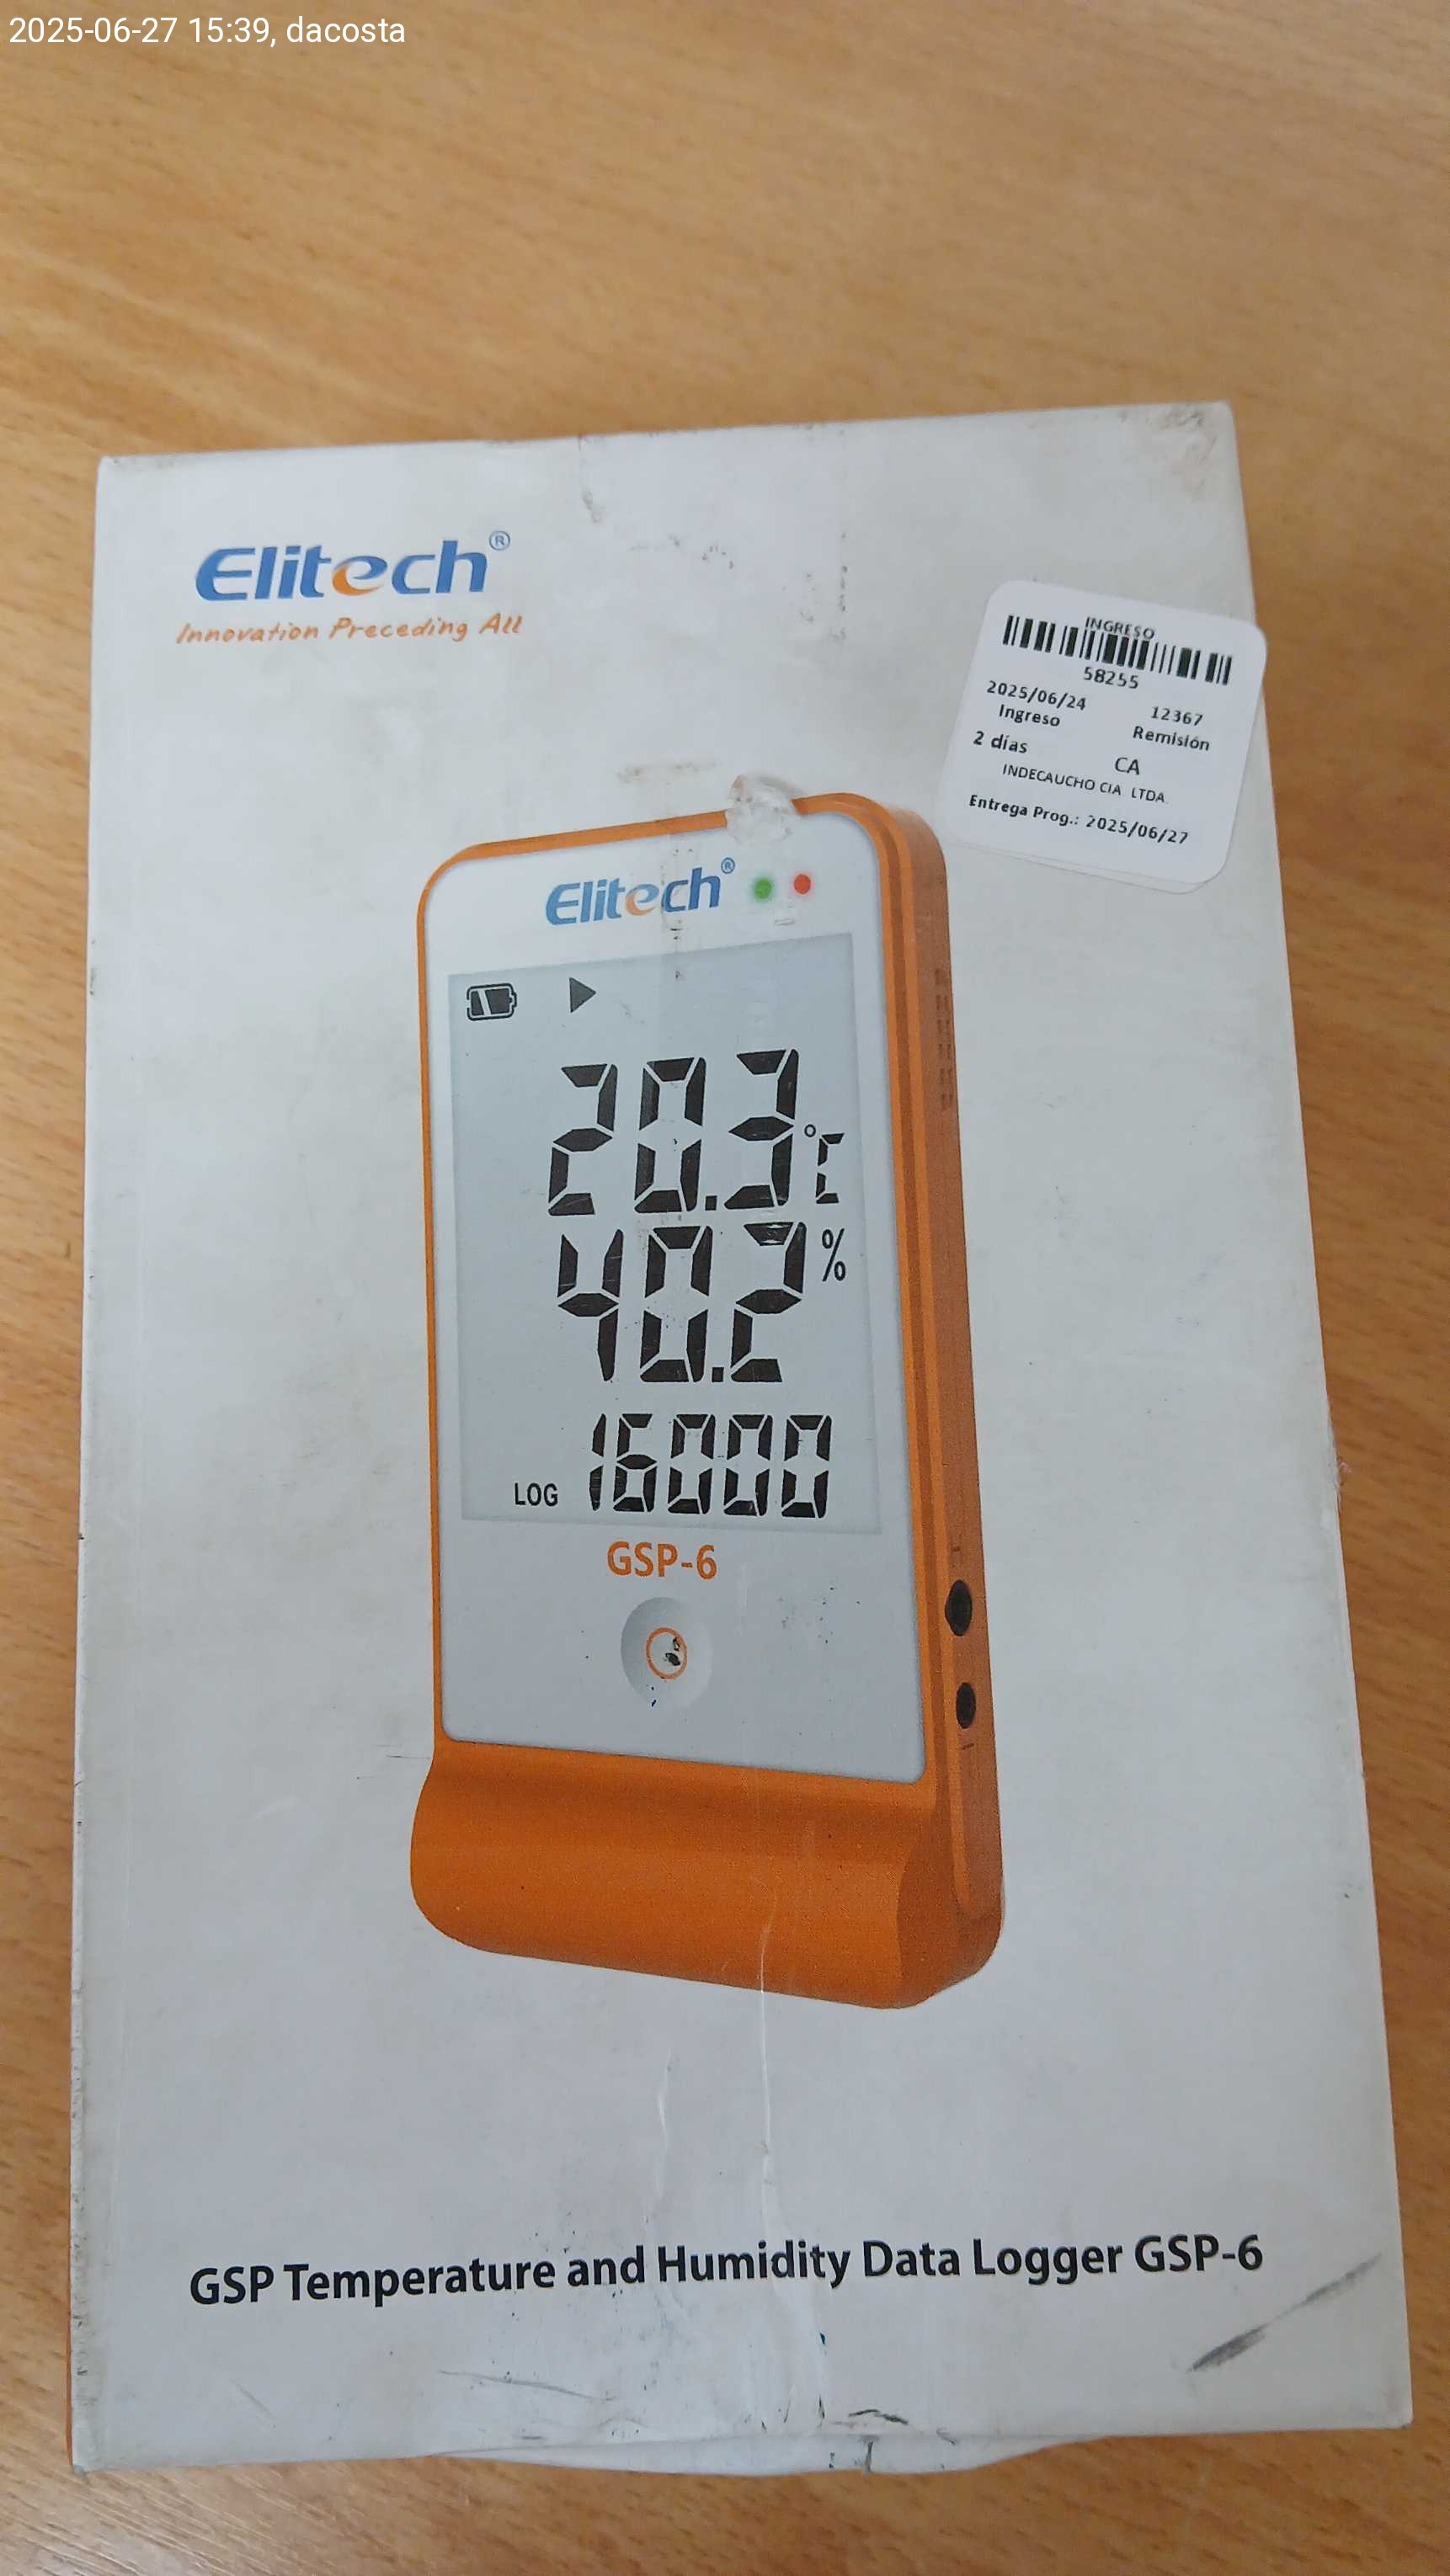 2025-06-27 15:39, dacosta
Elitech®
Innovation Preceding All
INGRESO
58255
2025/06/24 12367
Ingreso Remisión
2 días CA
INDECAUCHO CIA. LTDA.
Entrega Prog.: 2025/06/27
Elitech®
20.3°C
40.2%
LOG 16000
GSP-6
GSP Temperature and Humidity Data Logger GSP-6